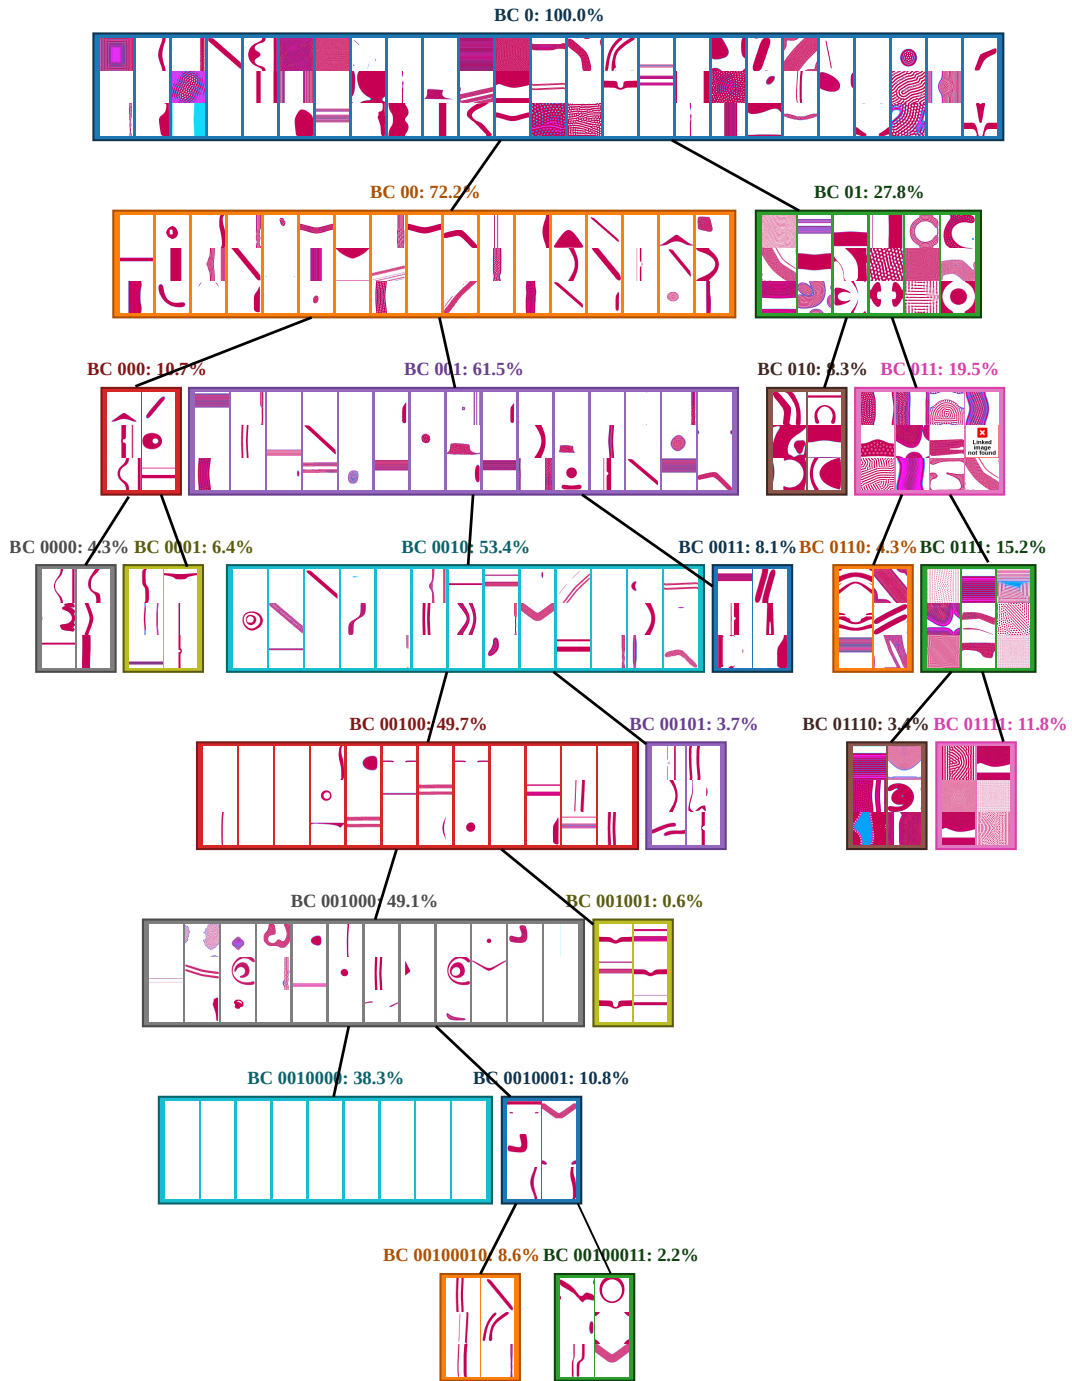 BC 0: 100.0%
BC 00: 72.2%
BC 01: 27.8%
BC 000: 10.7%
BC 001: 61.5%
BC 010: 8.3%
BC 011: 19.5%
Linked
image
not found
BC 0000: 4.3%
BC 0001: 6.4%
BC 0010: 53.4%
BC 0011: 8.1%
BC 0110: 4.3%
BC 0111: 15.2%
BC 00100: 49.7%
BC 00101: 3.7%
BC 01110: 3.4%
BC 01111: 11.8%
BC 001000: 49.1%
BC 001001: 0.6%
BC 0010000: 38.3%
BC 0010001: 10.8%
BC 00100010: 8.6%
BC 00100011: 2.2%